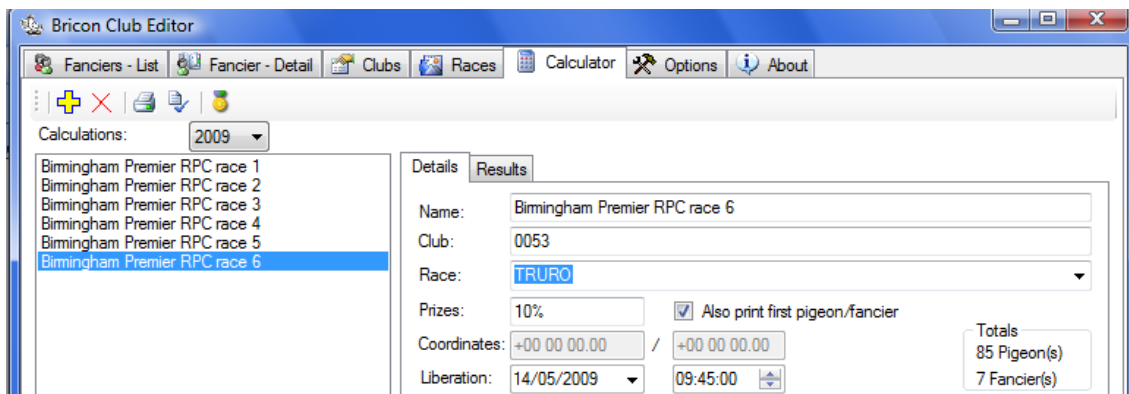 Bricon Club Editor
Fanciers - List Fancier - Detail Clubs Races Calculator Options About
Calculations: 2009
Birmingham Premier RPC race 1
Birmingham Premier RPC race 2
Birmingham Premier RPC race 3
Birmingham Premier RPC race 4
Birmingham Premier RPC race 5
Birmingham Premier RPC race 6
Details Results
Name: Birmingham Premier RPC race 6
Club: 0053
Race: TRURO
Prizes: 10% Also print first pigeon/fancier
Coordinates: +00 00 00.00 / +00 00 00.00
Liberation: 14/05/2009 09:45:00
Totals
85 Pigeon(s)
7 Fancier(s)